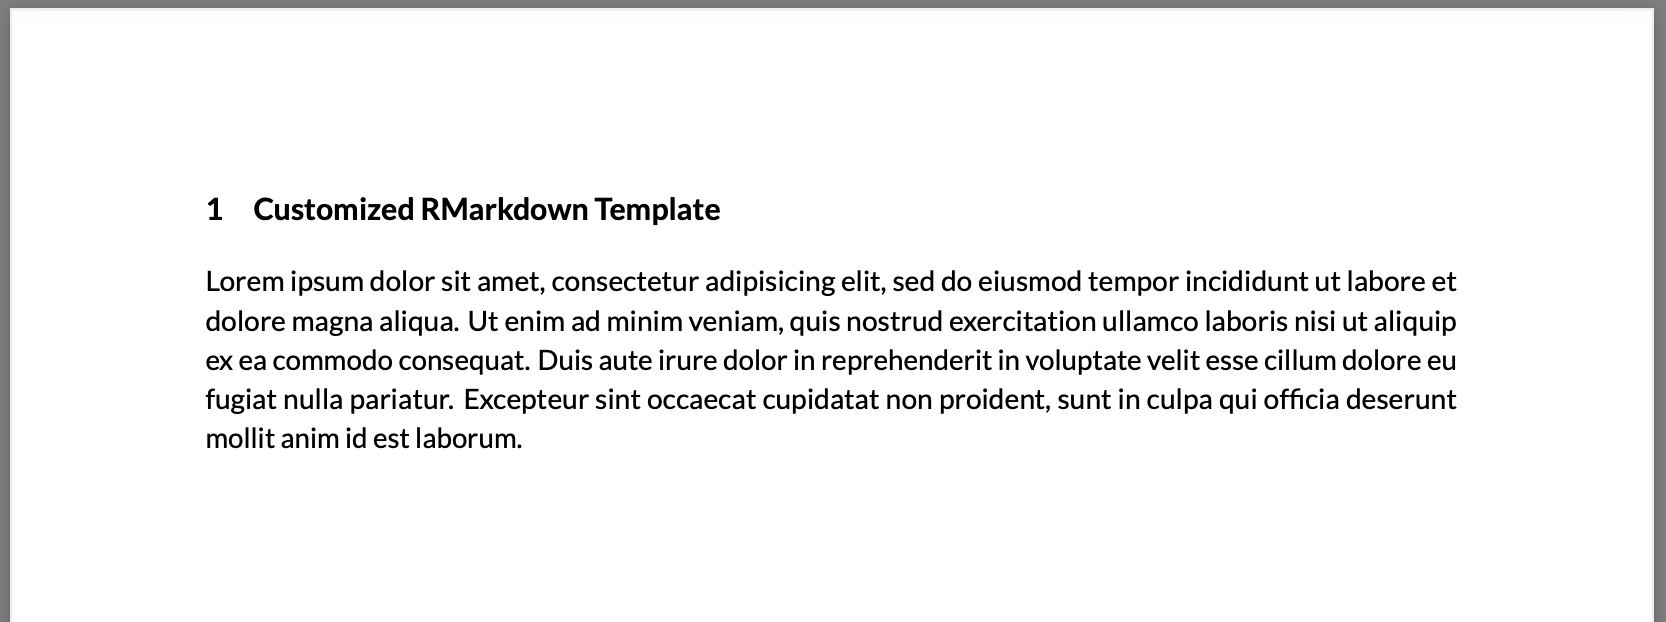 1 Customized RMarkdown Template
Lorem ipsum dolor sit amet, consectetur adipisicing elit, sed do eiusmod tempor incididunt ut labore et
dolore magna aliqua. Ut enim ad minim veniam, quis nostrud exercitation ullamco laboris nisi ut aliquip
ex ea commodo consequat. Duis aute irure dolor in reprehenderit in voluptate velit esse cillum dolore eu
fugiat nulla pariatur. Excepteur sint occaecat cupidatat non proident, sunt in culpa qui officia deserunt
mollit anim id est laborum.